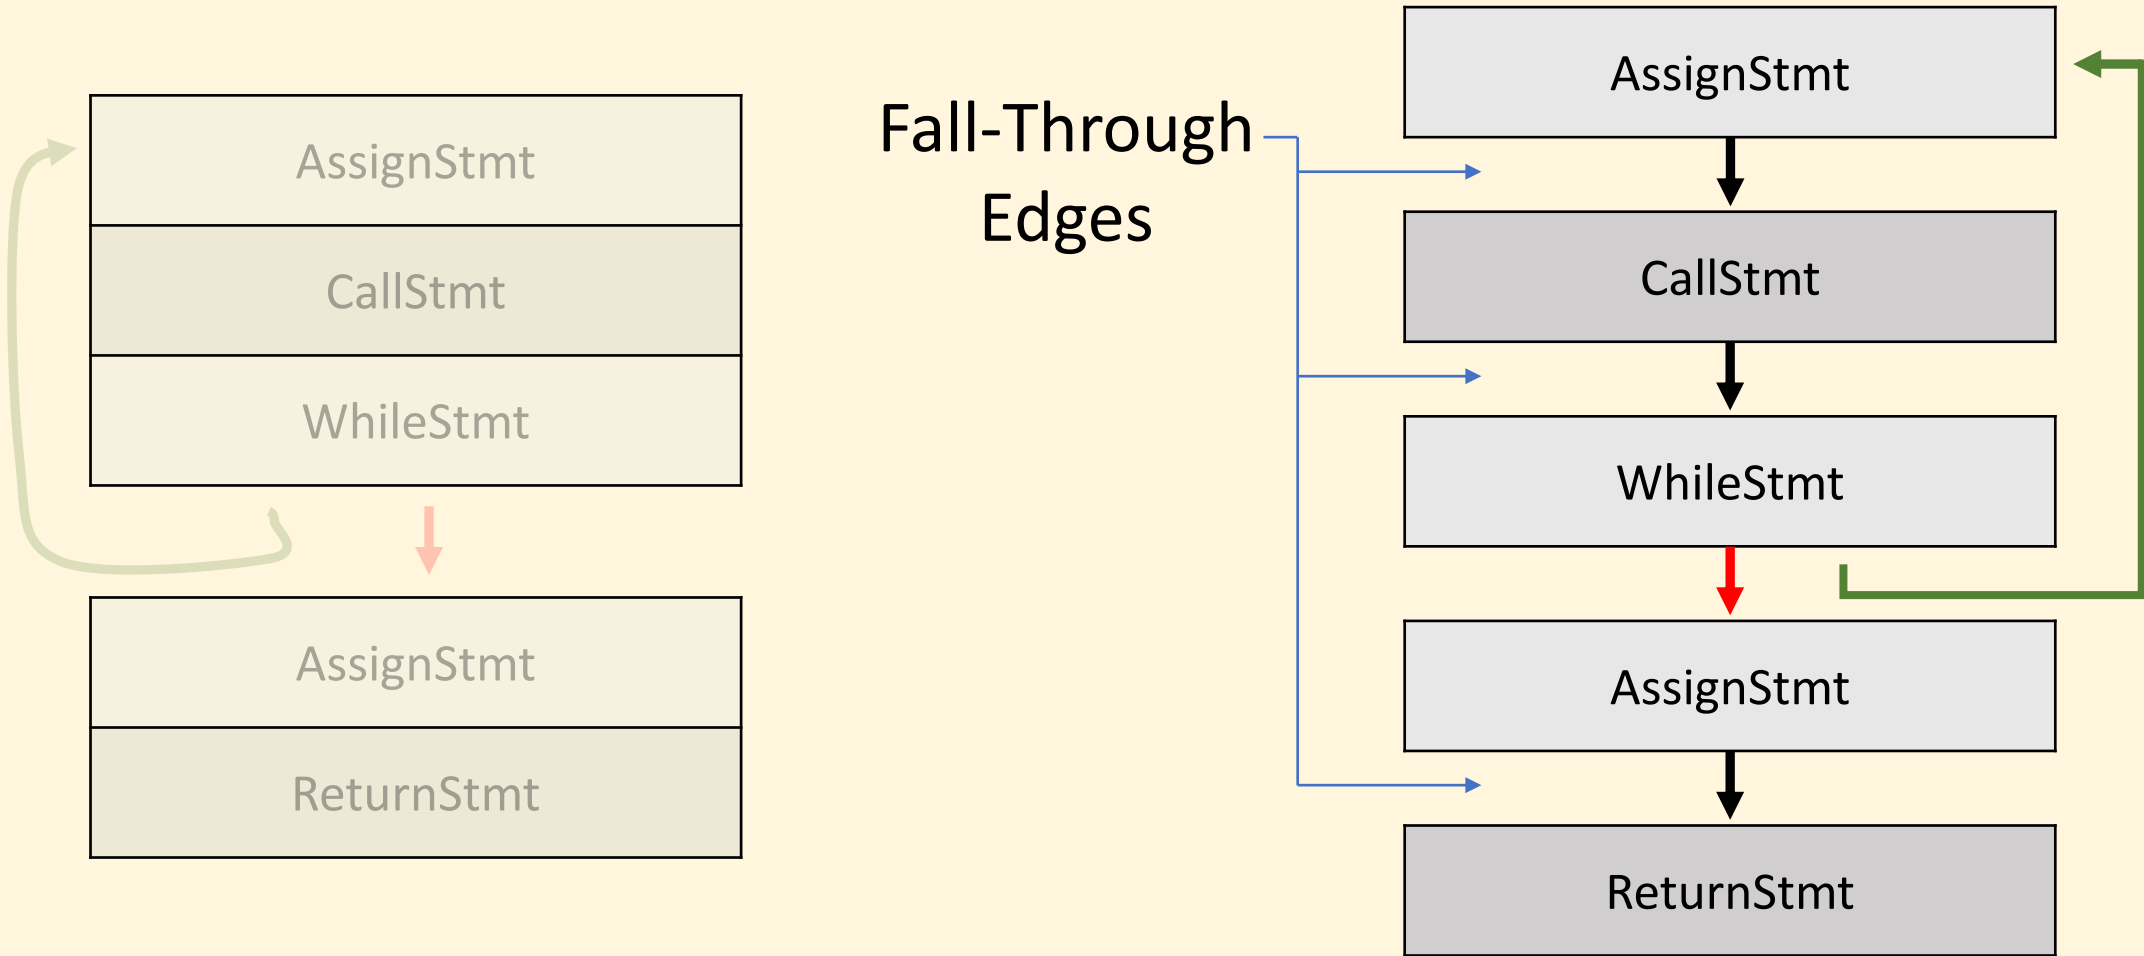 AssignStmt
CallStmt
WhileStmt
AssignStmt
ReturnStmt
Fall-Through
Edges
AssignStmt
CallStmt
WhileStmt
AssignStmt
ReturnStmt